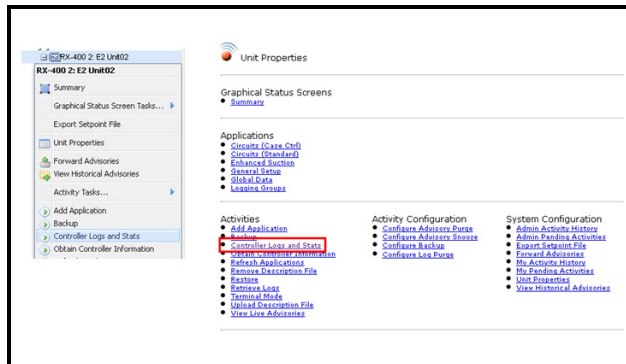 RX-400 2: E2 Unit02
RX-400 2: E2 Unit02
Summary
Graphical Status Screen Tasks...
Export Setpoint File
Unit Properties
Forward Advisories
View Historical Advisories
Activity Tasks...
Add Application
Backup
Controller Logs and Stats
Obtain Controller Information
Unit Properties
Graphical Status Screens
Summary
Applications
Circuits (Case Ctrl)
Circuits (Standard)
Enhanced Suction
General Setup
Global Data
Logging Groups
Activities
Add Application
Backup
Controller Logs and Stats
Obtain Controller Information
Refresh Applications
Remove Description File
Restore
Retrieve Logs
Terminal Mode
Upload Description File
View Live Advisories
Activity Configuration
Configure Advisory Purge
Configure Advisory Snooze
Configure Backup
Configure Log Purge
System Configuration
Admin Activity History
Admin Pending Activities
Export Setpoint File
Forward Advisories
My Activity History
My Pending Activities
Unit Properties
View Historical Advisories